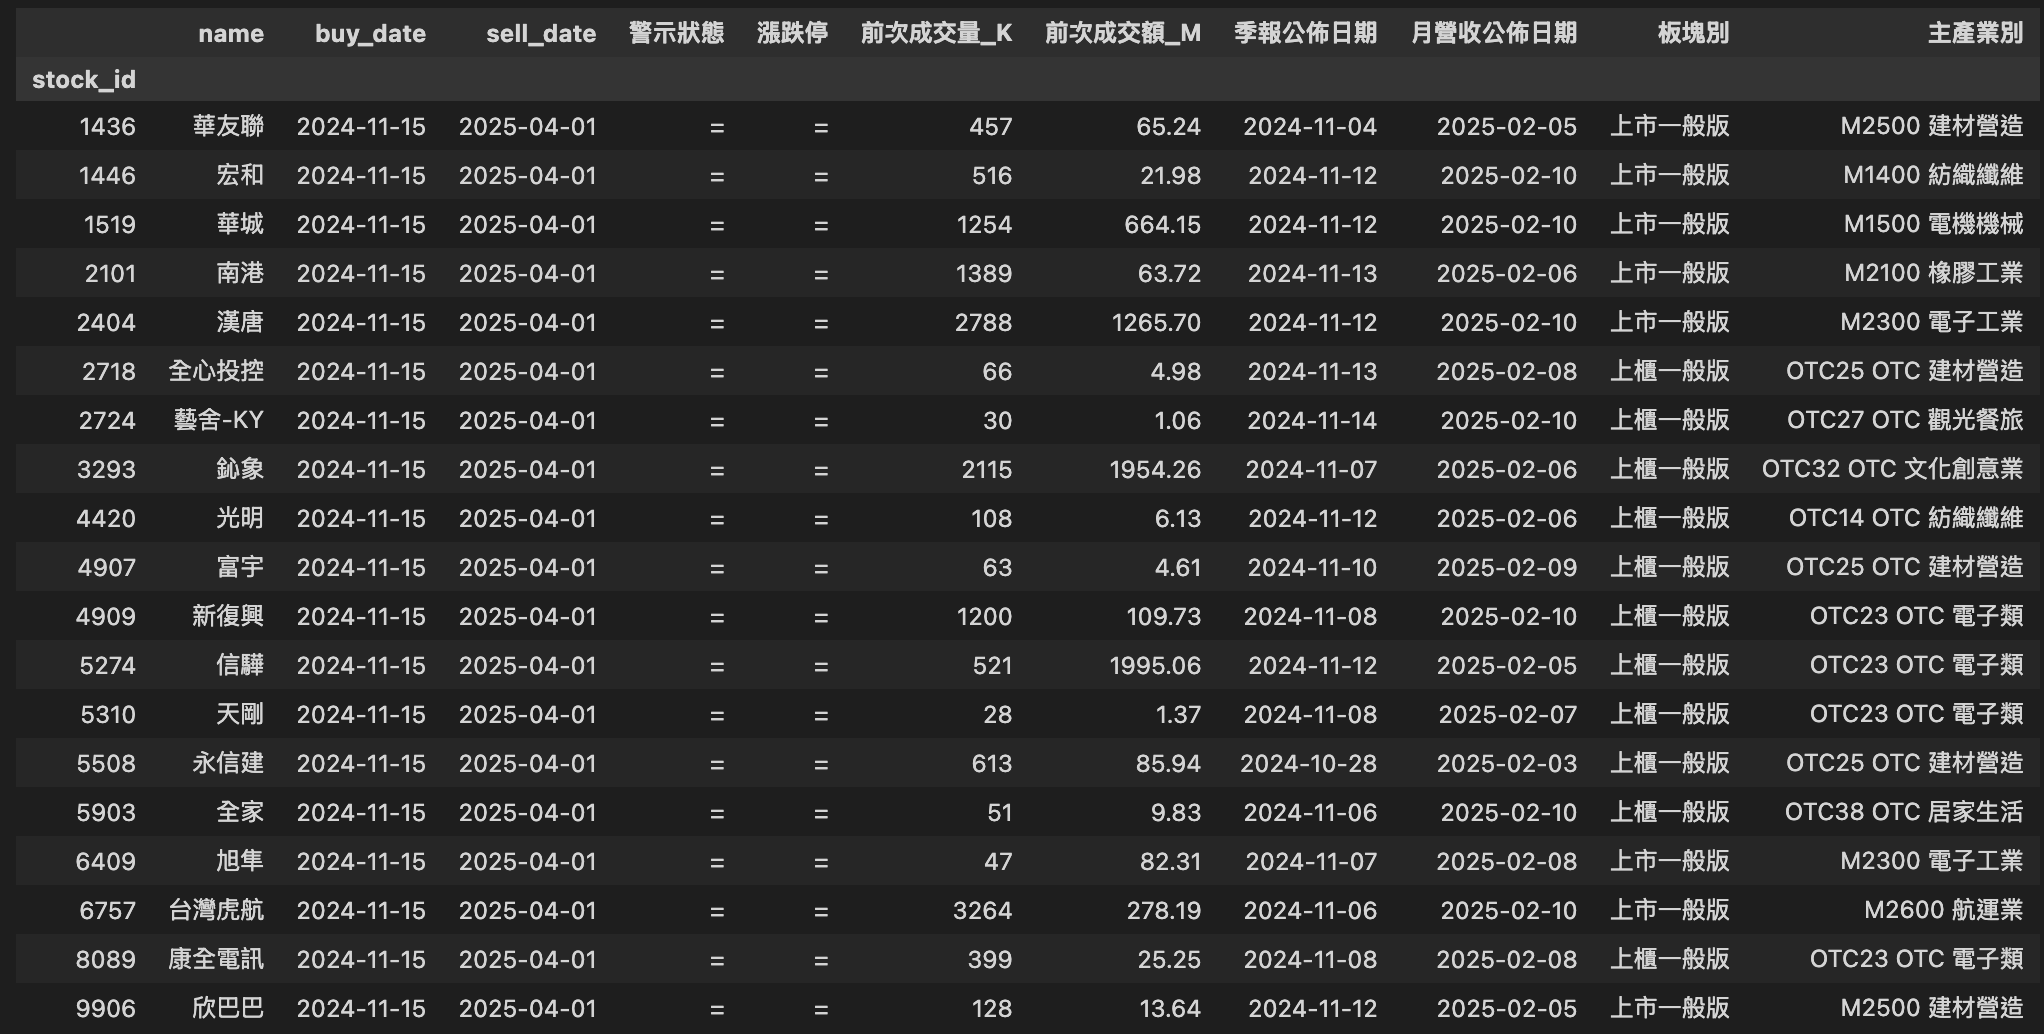 name buy_date sell_date 警示狀態 漲跌停 前次成交量_K 前次成交額_M 季報公佈日期 月營收公佈日期 板塊別 主產業別
stock_id
1436 華友聯 2024-11-15 2025-04-01 = = 457 65.24 2024-11-04 2025-02-05 上市一般版 M2500 建材營造
1446 宏和 2024-11-15 2025-04-01 = = 516 21.98 2024-11-12 2025-02-10 上市一般版 M1400 紡織纖維
1519 華城 2024-11-15 2025-04-01 = = 1254 664.15 2024-11-12 2025-02-10 上市一般版 M1500 電機機械
2101 南港 2024-11-15 2025-04-01 = = 1389 63.72 2024-11-13 2025-02-06 上市一般版 M2100 橡膠工業
2404 漢唐 2024-11-15 2025-04-01 = = 2788 1265.70 2024-11-12 2025-02-10 上市一般版 M2300 電子工業
2718 全心投控 2024-11-15 2025-04-01 = = 66 4.98 2024-11-13 2025-02-08 上櫃一般版 OTC25 OTC 建材營造
2724 藝舍-KY 2024-11-15 2025-04-01 = = 30 1.06 2024-11-14 2025-02-10 上櫃一般版 OTC27 OTC 觀光餐旅
3293 鈊象 2024-11-15 2025-04-01 = = 2115 1954.26 2024-11-07 2025-02-06 上櫃一般版 OTC32 OTC 文化創意業
4420 光明 2024-11-15 2025-04-01 = = 108 6.13 2024-11-12 2025-02-06 上櫃一般版 OTC14 OTC 紡織纖維
4907 富宇 2024-11-15 2025-04-01 = = 63 4.61 2024-11-10 2025-02-09 上櫃一般版 OTC25 OTC 建材營造
4909 新復興 2024-11-15 2025-04-01 = = 1200 109.73 2024-11-08 2025-02-10 上櫃一般版 OTC23 OTC 電子類
5274 信驊 2024-11-15 2025-04-01 = = 521 1995.06 2024-11-12 2025-02-05 上櫃一般版 OTC23 OTC 電子類
5310 天剛 2024-11-15 2025-04-01 = = 28 1.37 2024-11-08 2025-02-07 上櫃一般版 OTC23 OTC 電子類
5508 永信建 2024-11-15 2025-04-01 = = 613 85.94 2024-10-28 2025-02-03 上櫃一般版 OTC25 OTC 建材營造
5903 全家 2024-11-15 2025-04-01 = = 51 9.83 2024-11-06 2025-02-10 上櫃一般版 OTC38 OTC 居家生活
6409 旭隼 2024-11-15 2025-04-01 = = 47 82.31 2024-11-07 2025-02-08 上市一般版 M2300 電子工業
6757 台灣虎航 2024-11-15 2025-04-01 = = 3264 278.19 2024-11-06 2025-02-10 上市一般版 M2600 航運業
8089 康全電訊 2024-11-15 2025-04-01 = = 399 25.25 2024-11-08 2025-02-08 上櫃一般版 OTC23 OTC 電子類
9906 欣巴巴 2024-11-15 2025-04-01 = = 128 13.64 2024-11-12 2025-02-05 上市一般版 M2500 建材營造